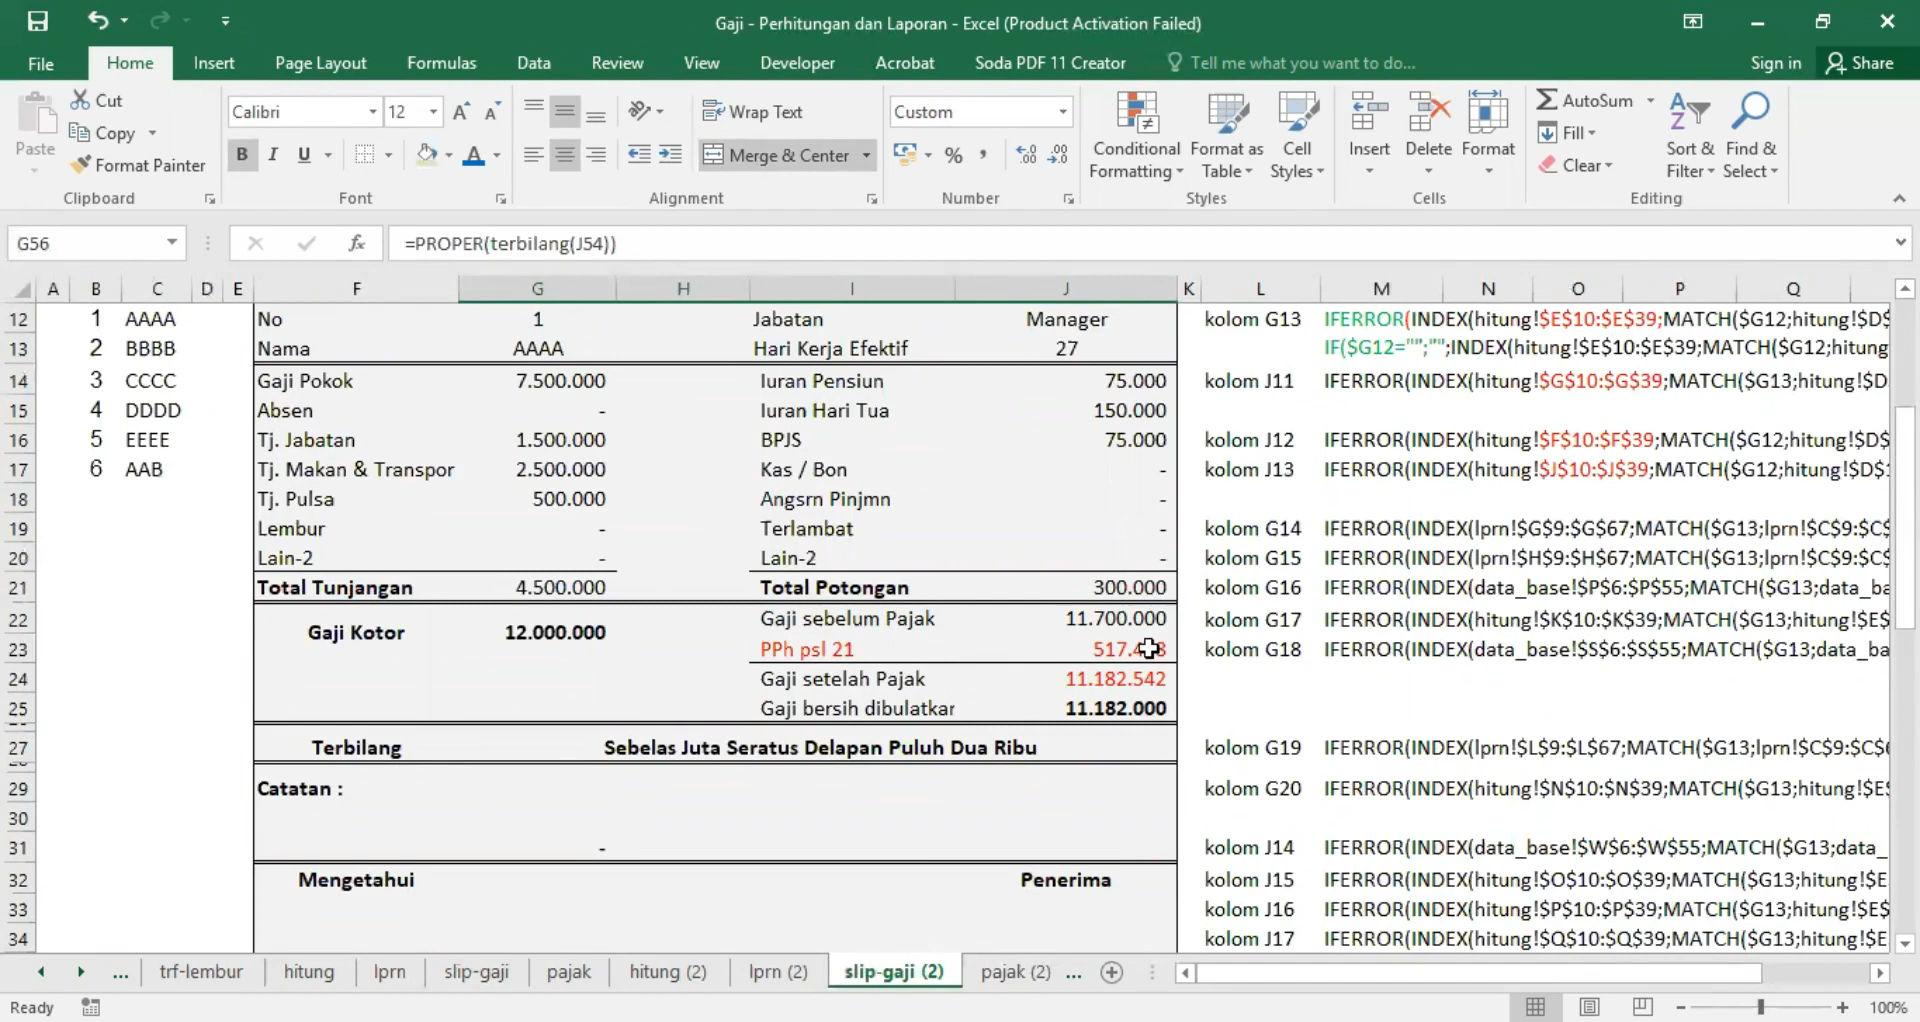 Gaji - Perhitungan dan Laporan - Excel (Product Activation Failed)
File Home Insert Page Layout Formulas Data Review View Developer Acrobat Soda PDF 11 Creator Tell me what you want to do... Sign in Share
Paste Cut Copy Format Painter Clipboard
Calibri 12 B I U A Font
Wrap Text Merge & Center Alignment
Custom % Number
Conditional Formatting Format as Table Cell Styles Styles
Insert Delete Format Cells
AutoSum Fill Clear Sort & Filter Find & Select Editing
G56 fx =PROPER(terbilang(J54))
A B C D E F G H I J K L M N O P Q
12 1 AAAA No 1 Jabatan Manager kolom G13 IFERROR(INDEX(hitung!$E$10:$E$39;MATCH($G12;hitung!$D$
13 2 BBBB Nama AAAA Hari Kerja Efektif 27 IF($G12="";"";INDEX(hitung!$E$10:$E$39;MATCH($G12;hitung
14 3 CCCC Gaji Pokok 7.500.000 Iuran Pensiun 75.000 kolom J11 IFERROR(INDEX(hitung!$G$10:$G$39;MATCH($G13;hitung!$D
15 4 DDDD Absen - Iuran Hari Tua 150.000
16 5 EEEE Tj. Jabatan 1.500.000 BPJS 75.000 kolom J12 IFERROR(INDEX(hitung!$F$10:$F$39;MATCH($G12;hitung!$D$
17 6 AAB Tj. Makan & Transpor 2.500.000 Kas / Bon - kolom J13 IFERROR(INDEX(hitung!$J$10:$J$39;MATCH($G12;hitung!$D$1
18 Tj. Pulsa 500.000 Angsrn Pinjmn -
19 Lembur - Terlambat - kolom G14 IFERROR(INDEX(lprn!$G$9:$G$67;MATCH($G13;lprn!$C$9:$C$
20 Lain-2 - Lain-2 - kolom G15 IFERROR(INDEX(lprn!$H$9:$H$67;MATCH($G13;lprn!$C$9:$C$
21 Total Tunjangan 4.500.000 Total Potongan 300.000 kolom G16 IFERROR(INDEX(data_base!$P$6:$P$55;MATCH($G13;data_ba
22 Gaji sebelum Pajak 11.700.000 kolom G17 IFERROR(INDEX(hitung!$K$10:$K$39;MATCH($G13;hitung!$E$
Gaji Kotor 12.000.000
23 PPh psl 21 kolom G18 IFERROR(INDEX(data_base!$S$6:$S$55;MATCH($G13;data_ba
24 Gaji setelah Pajak 11.182.542
25 Gaji bersih dibulatkar 11.182.000
27 Terbilang Sebelas Juta Seratus Delapan Puluh Dua Ribu kolom G19 IFERROR(INDEX(lprn!$L$9:$L$67;MATCH($G13;lprn!$C$9:$C$6
29 Catatan : kolom G20 IFERROR(INDEX(hitung!$N$10:$N$39;MATCH($G13;hitung!$E$
30
31 - kolom J14 IFERROR(INDEX(data_base!$W$6:$W$55;MATCH($G13;data_
32 Mengetahui Penerima kolom J15 IFERROR(INDEX(hitung!$O$10:$O$39;MATCH($G13;hitung!$E
33 kolom J16 IFERROR(INDEX(hitung!$P$10:$P$39;MATCH($G13;hitung!$E$
34 kolom J17 IFERROR(INDEX(hitung!$Q$10:$Q$39;MATCH($G13;hitung!$E
... trf-lembur hitung lprn slip-gaji pajak hitung (2) lprn (2) slip-gaji (2) pajak (2) ...
Ready 100%